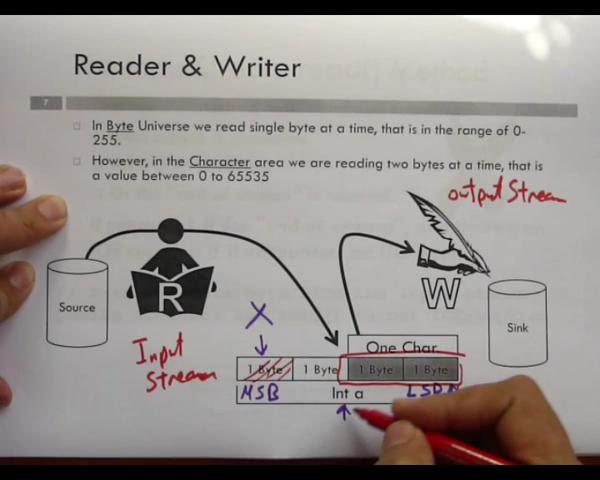 Reader & Writer
7
In Byte Universe we read single byte at a time, that is in the range of 0-
255.
However, in the Character area we are reading two bytes at a time, that is
a value between 0 to 65535
output Stream
Source
R
W
Sink
Input
Stream
X
One Char
1 Byte 1 Byte 1 Byte 1 Byte
MSB
Int a